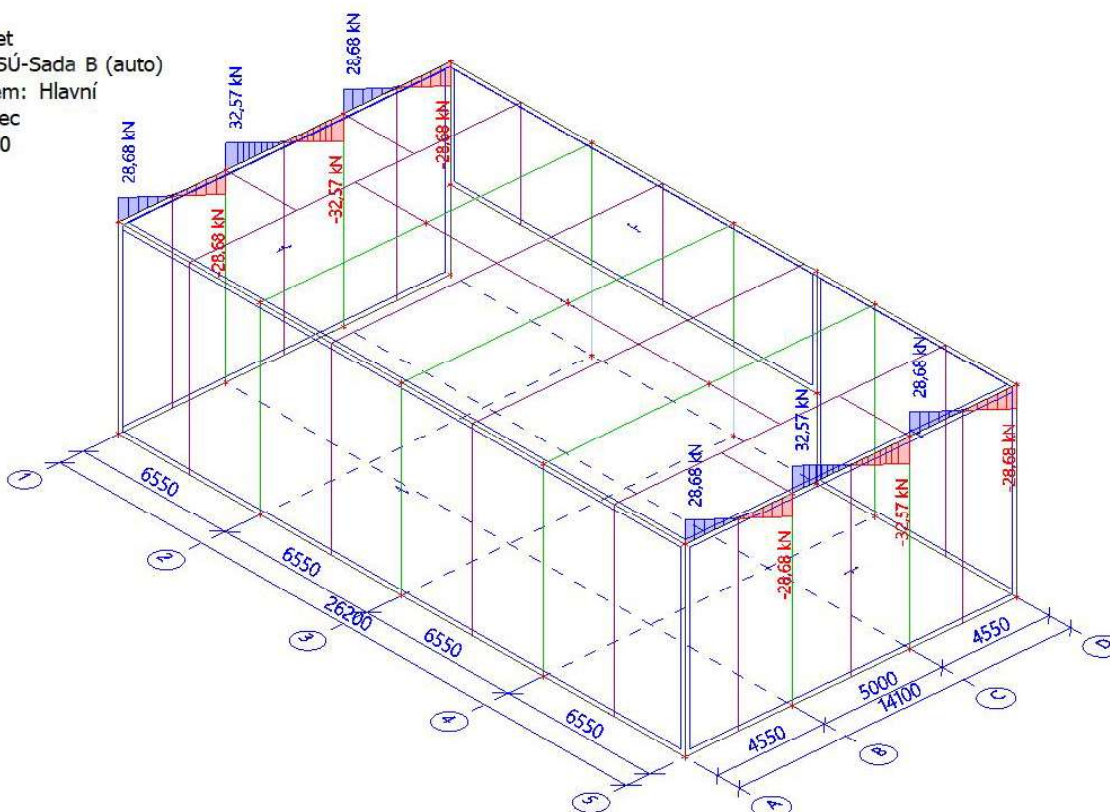 et
SÚ-Sada B (auto)
em: Hlavní
ec
0
28,68 kN
32,57 kN
28,68 kN
-28,68 kN
-32,57 kN
-28,68 kN
28,68 kN
32,57 kN
28,68 kN
-28,68 kN
-32,57 kN
-28,68 kN
1
2
3
4
5
6550
6550
26200
6550
6550
4550
5000
14100
4550
A
B
C
D